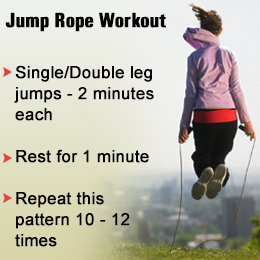 Jump Rope Workout
Single/Double leg
jumps - 2 minutes
each
Rest for 1 minute
Repeat this
pattern 10 - 12
times